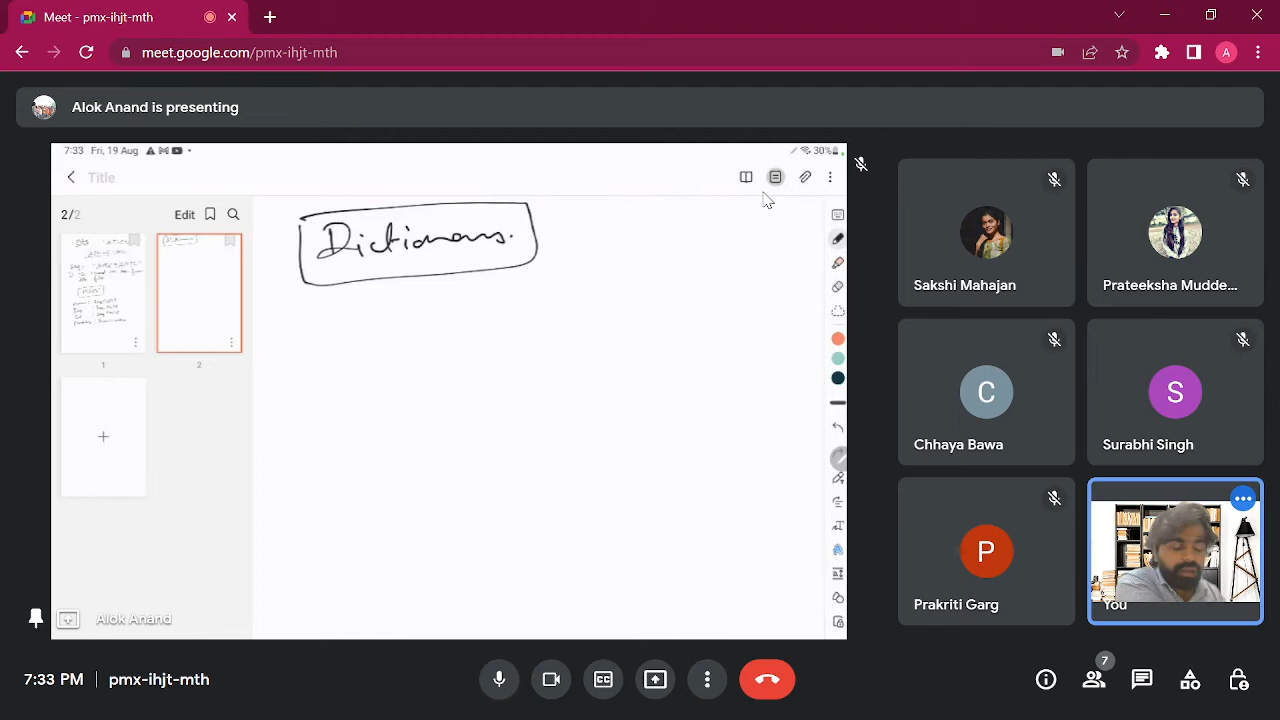 Meet - pmx-ihjt-mth
meet.google.com/pmx-ihjt-mth
A
Alok Anand is presenting
7:33 Fri, 19 Aug
30%
Title
2/2
Edit
Dictionary.
1
2
Alok Anand
Sakshi Mahajan
Prateeksha Mudde...
C
Chhaya Bawa
S
Surabhi Singh
P
Prakriti Garg
You
7:33 PM
pmx-ihjt-mth
CC
7